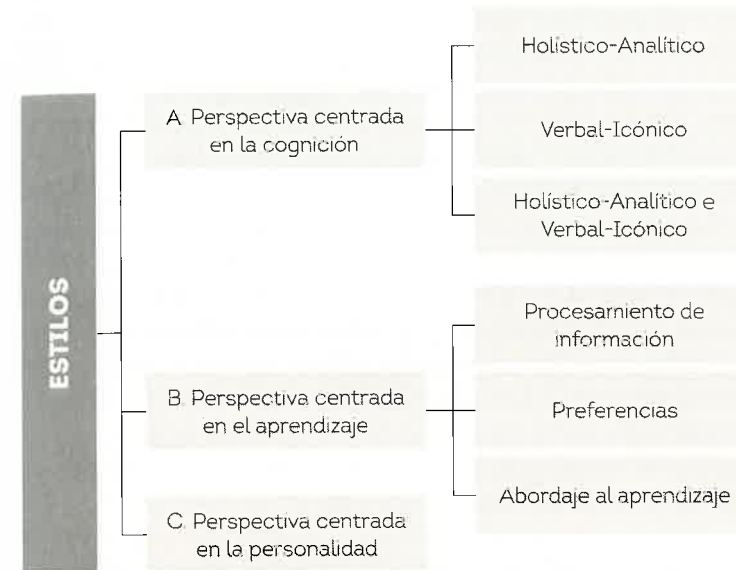 ESTILOS
A. Perspectiva centrada
en la cognición
Holístico-Analítico
Verbal-Icónico
Holístico-Analítico e
Verbal-Icónico
B. Perspectiva centrada
en el aprendizaje
Procesamiento de
información
Preferencias
Abordaje al aprendizaje
C. Perspectiva centrada
en la personalidad